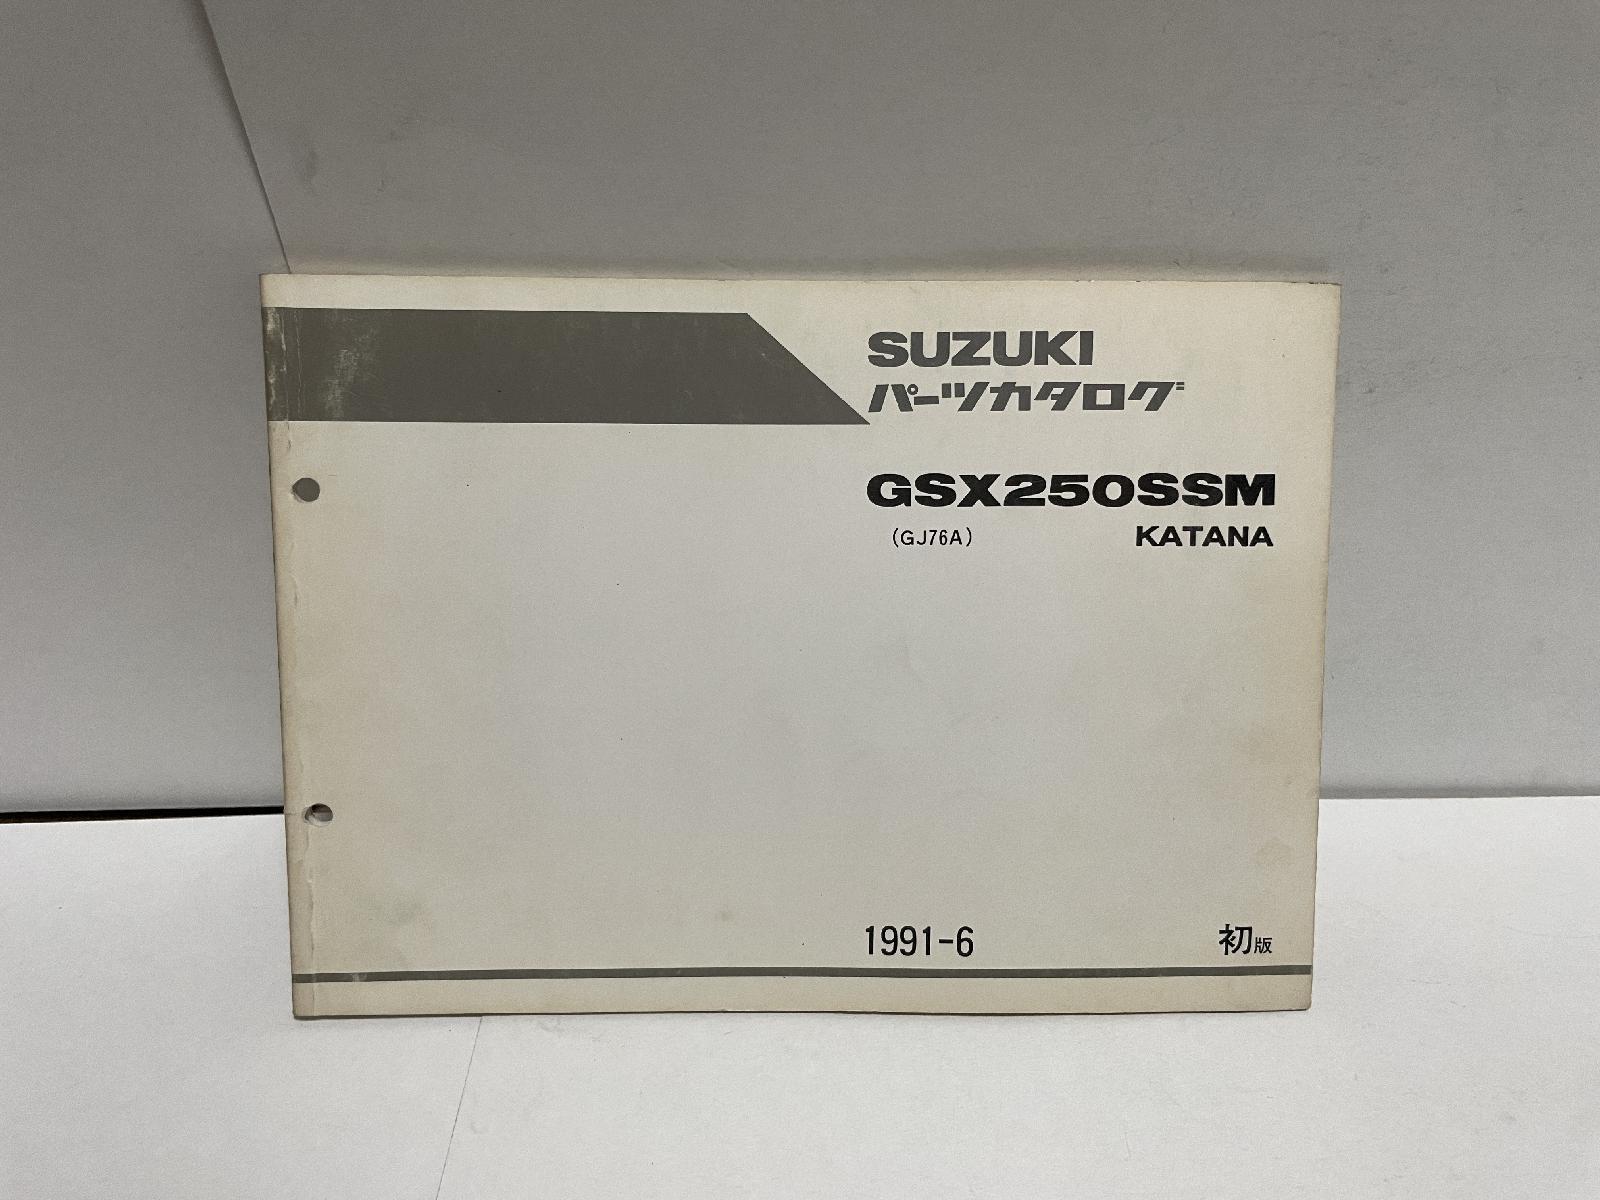 SUZUKI
パーツカタログ
GSX250SSM
(GJ76A) KATANA
1991-6 初版